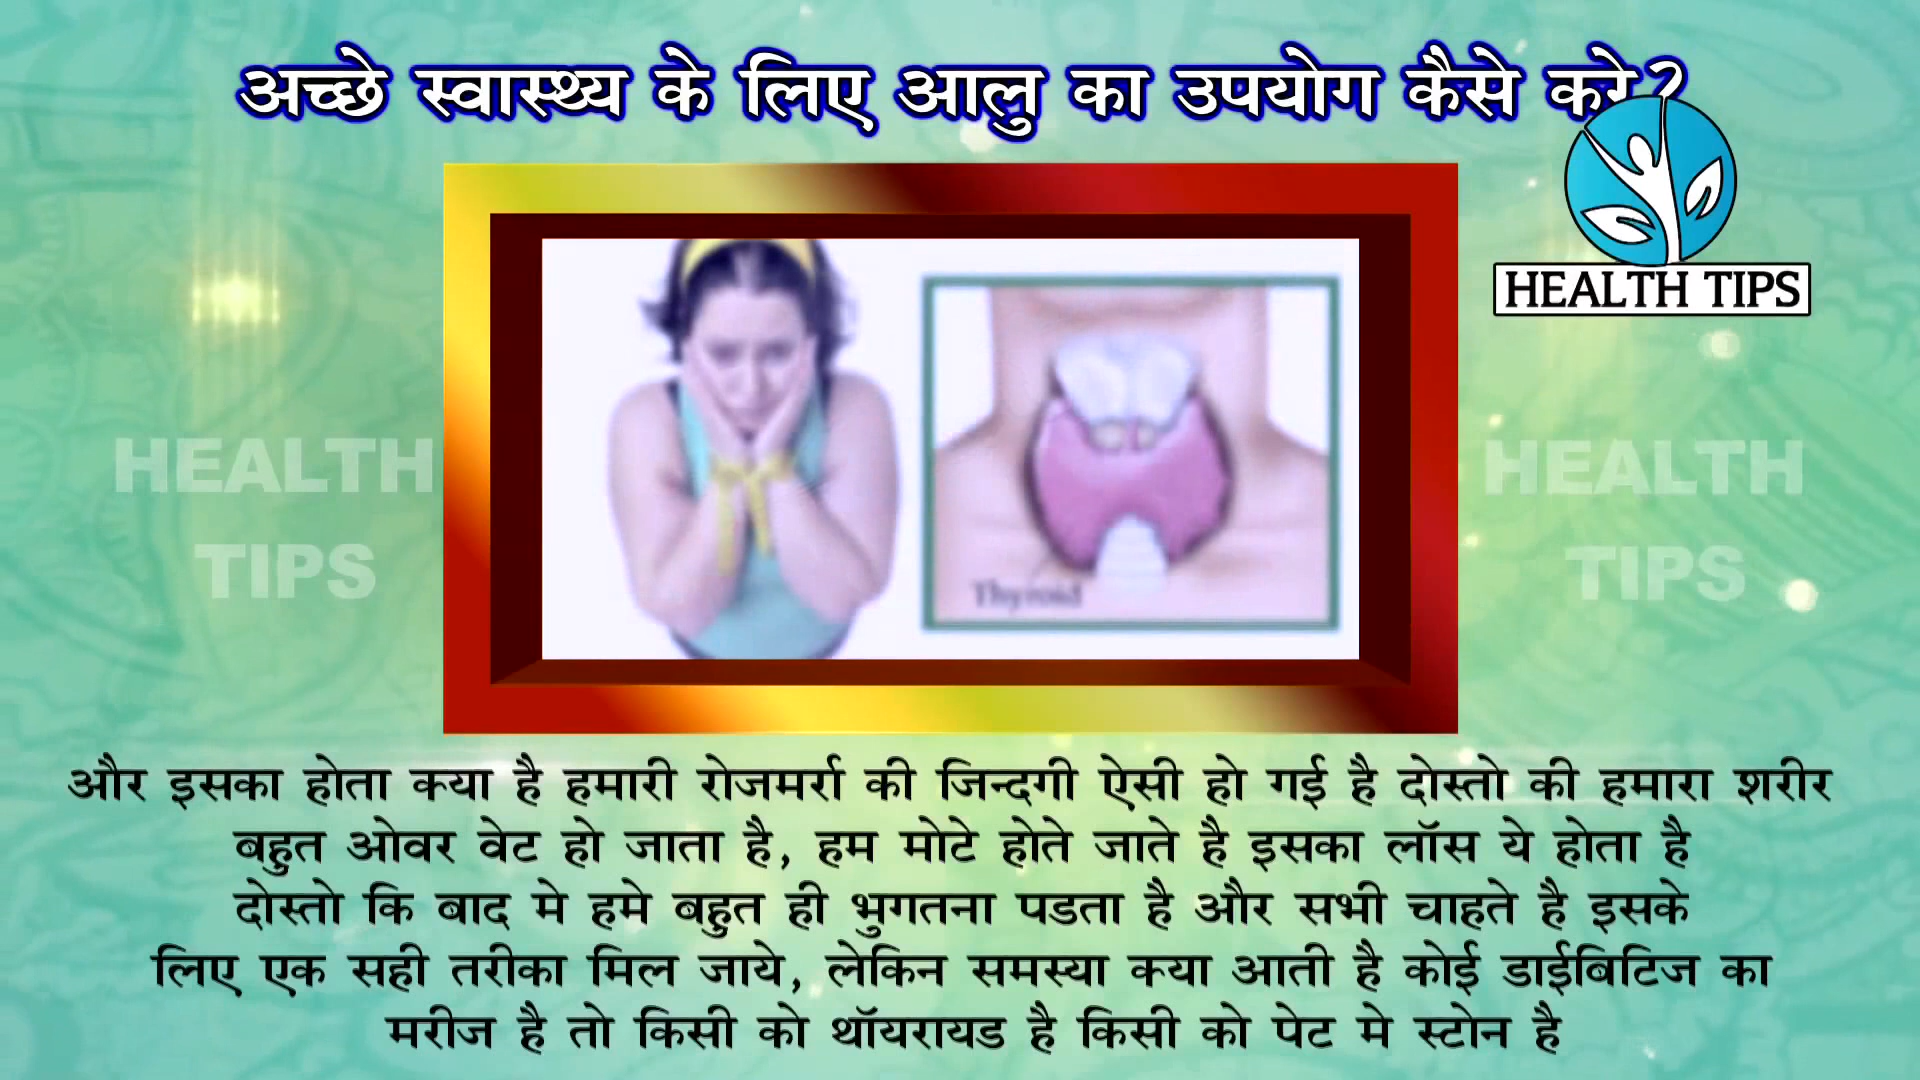 अच्छे स्वास्थ्य के लिए आलु का उपयोग कैसे करे?
HEALTH TIPS
HEALTH
TIPS
HEALTH
TIPS
Thyroid
और इसका होता क्या है हमारी रोजमर्रा की जिन्दगी ऐसी हो गई है दोस्तो की हमारा शरीर
बहुत ओवर वेट हो जाता है, हम मोटे होते जाते है इसका लॉस ये होता है
दोस्तो कि बाद मे हमे बहुत ही भुगतना पडता है और सभी चाहते है इसके
लिए एक सही तरीका मिल जाये, लेकिन समस्या क्या आती है कोई डाईबिटिज का
मरीज है तो किसी को थॉयरायड है किसी को पेट मे स्टोन है